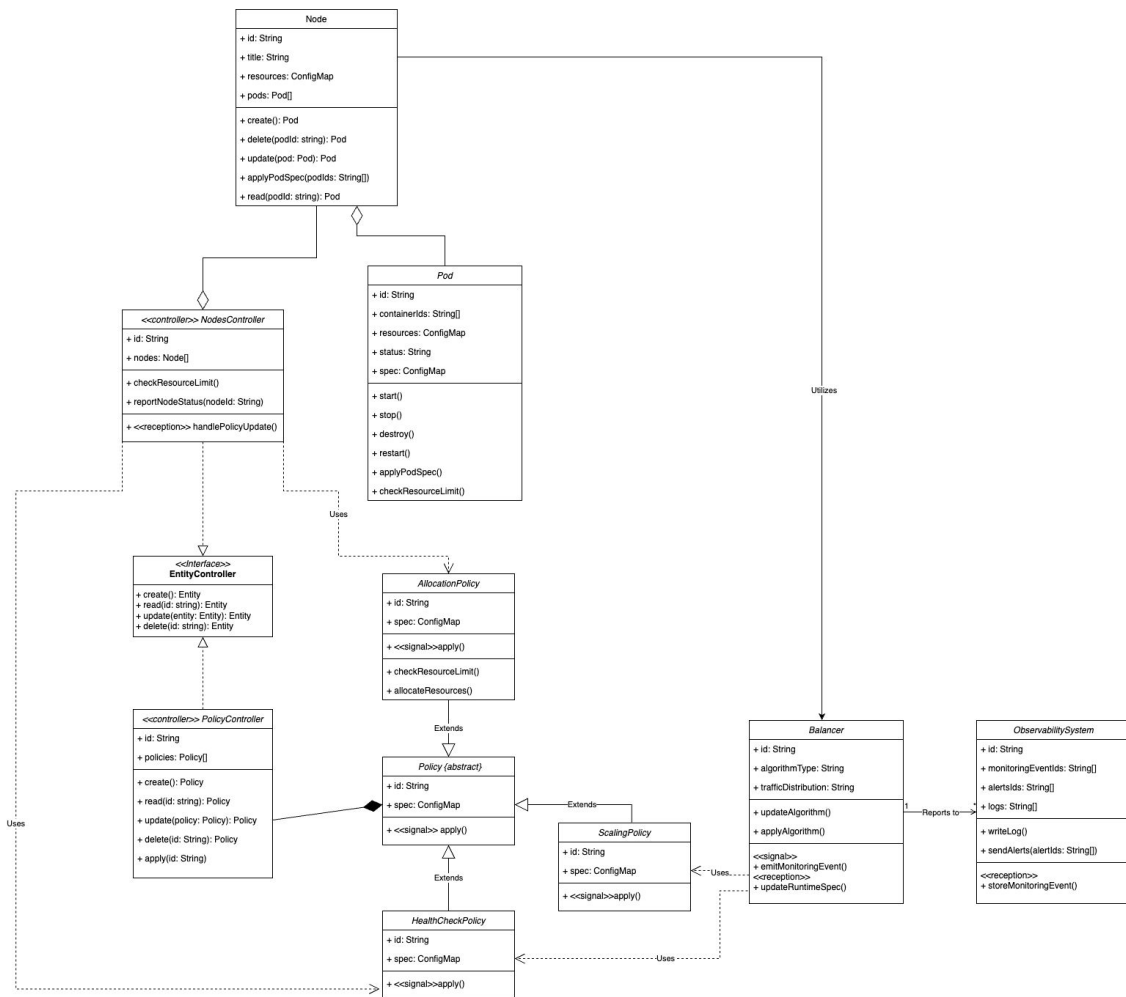 Node
+ id: String
+ title: String
+ resources: ConfigMap
+ pods: Pod[]
+ create(): Pod
+ delete(podId: string): Pod
+ update(pod: Pod): Pod
+ applyPodSpec(podIds: String[])
+ read(podId: string): Pod
Pod
+ id: String
+ containerIds: String[]
+ resources: ConfigMap
+ status: String
+ spec: ConfigMap
+ start()
+ stop()
+ destroy()
+ restart()
+ applyPodSpec()
+ checkResourceLimit()
<<controller>> NodesController
+ id: String
+ nodes: Node[]
+ checkResourceLimit()
+ reportNodeStatus(nodeId: String)
+ <<reception>> handlePolicyUpdate()
Utilizes
Uses
<<Interface>>
EntityController
+ create(): Entity
+ read(id: string): Entity
+ update(entity: Entity): Entity
+ delete(id: string): Entity
AllocationPolicy
+ id: String
+ spec: ConfigMap
+ <<signal>>apply()
+ checkResourceLimit()
+ allocateResources()
Extends
<<controller>> PolicyController
+ id: String
+ policies: Policy[]
+ create(): Policy
+ read(id: string): Policy
+ update(policy: Policy): Policy
+ delete(id: String): Policy
+ apply(id: String)
Policy {abstract}
+ id: String
+ spec: ConfigMap
+ <<signal>> apply()
Extends
ScalingPolicy
+ id: String
+ spec: ConfigMap
+ <<signal>>apply()
Balancer
+ id: String
+ algorithmType: String
+ trafficDistribution: String
+ updateAlgorithm()
+ applyAlgorithm()
<<signal>>
+ emitMonitoringEvent()
<<reception>>
+ updateRuntimeSpec()
1
Reports to
*
ObservabilitySystem
+ id: String
+ monitoringEventIds: String[]
+ alertsIds: String[]
+ logs: String[]
+ writeLog()
+ sendAlerts(alertIds: String[])
<<reception>>
+ storeMonitoringEvent()
Uses
Uses
Uses
Extends
HealthCheckPolicy
+ id: String
+ spec: ConfigMap
+ <<signal>>apply()